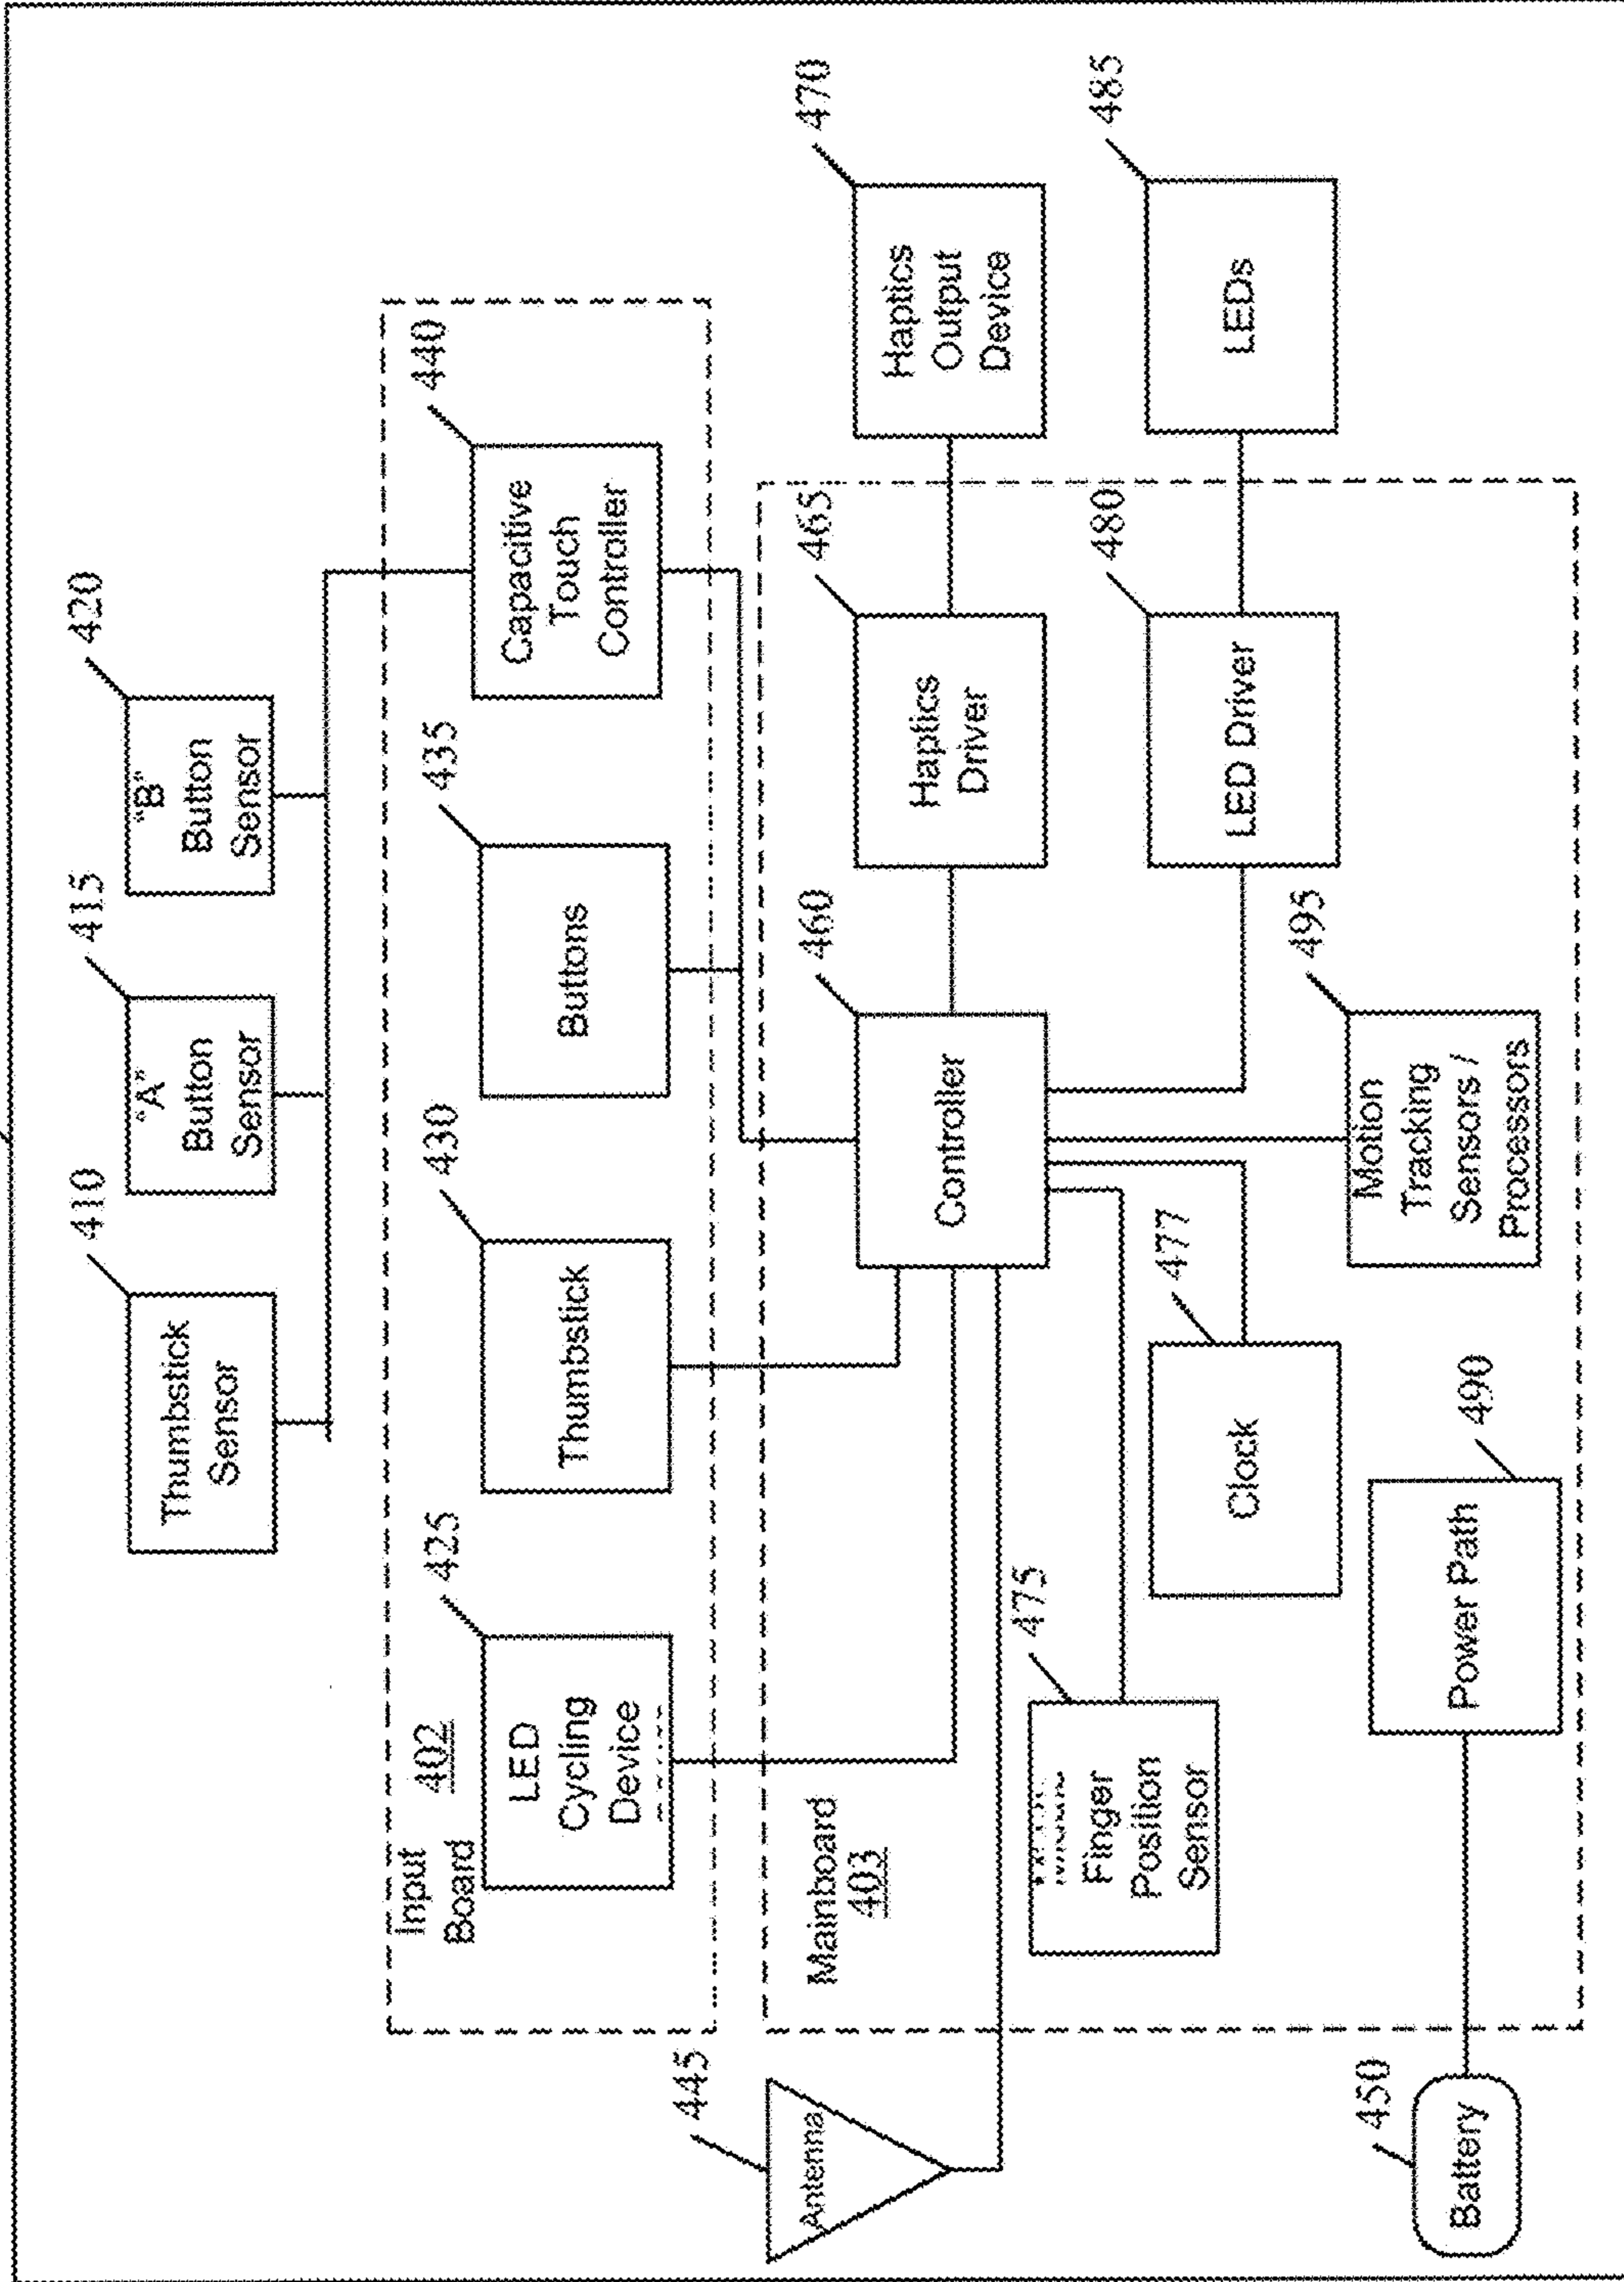 410
Thumbstick
Sensor
415
"A"
Button
Sensor
420
"B"
Button
Sensor
Input
Board
402
425
LED
Cycling
Device
430
Thumbstick
435
Buttons
440
Capacitive
Touch
Controller
445
Antenna
Mainboard
403
460
Controller
465
Haptics
Driver
470
Haptics
Output
Device
475
Finger
Position
Sensor
477
Clock
480
LED Driver
485
LEDs
450
Battery
490
Power Path
495
Motion
Tracking
Sensors /
Processors